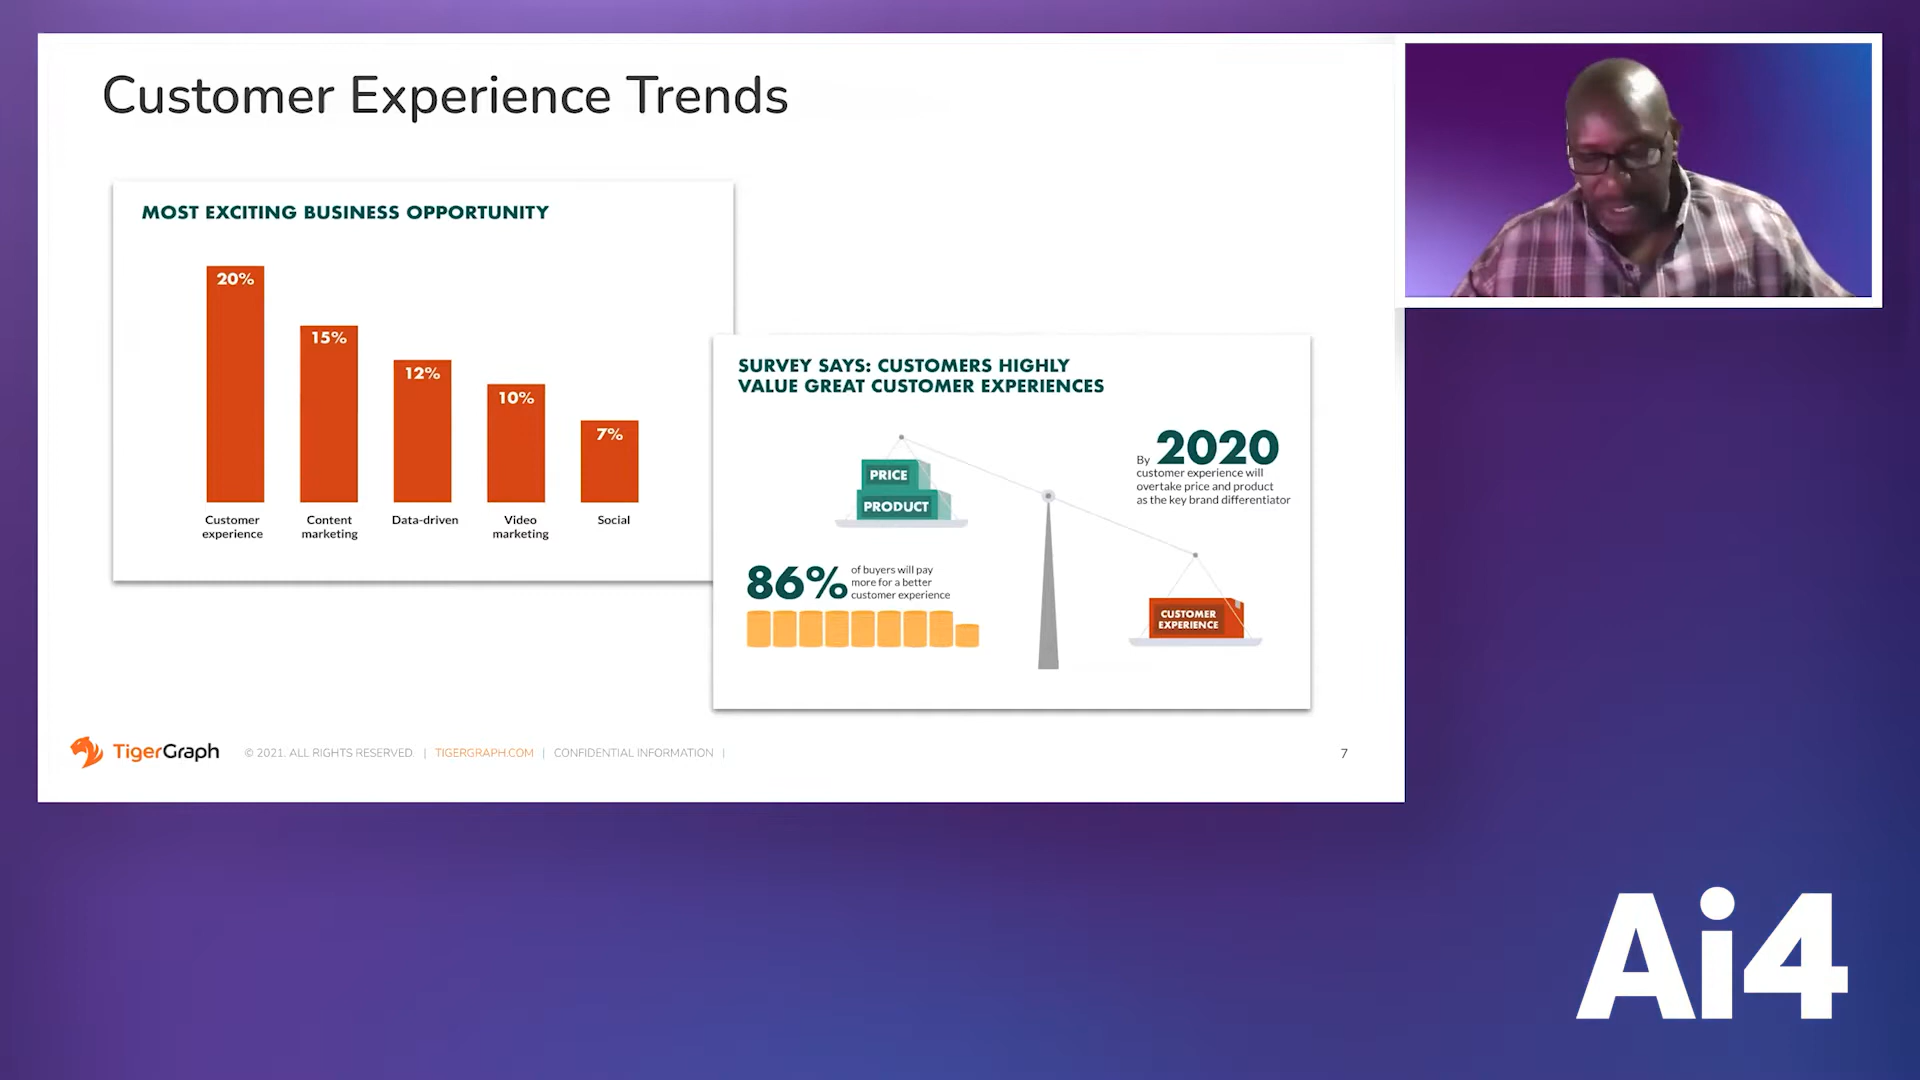 Customer Experience Trends
MOST EXCITING BUSINESS OPPORTUNITY
20%
15%
12%
10%
7%
Customer
experience
Content
marketing
Data-driven
Video
marketing
Social
SURVEY SAYS: CUSTOMERS HIGHLY
VALUE GREAT CUSTOMER EXPERIENCES
PRICE
PRODUCT
By 2020
customer experience will
overtake price and product
as the key brand differentiator
86%
of buyers will pay
more for a better
customer experience
CUSTOMER
EXPERIENCE
TigerGraph
© 2021. ALL RIGHTS RESERVED. | TIGERGRAPH.COM | CONFIDENTIAL INFORMATION |
7
Ai4